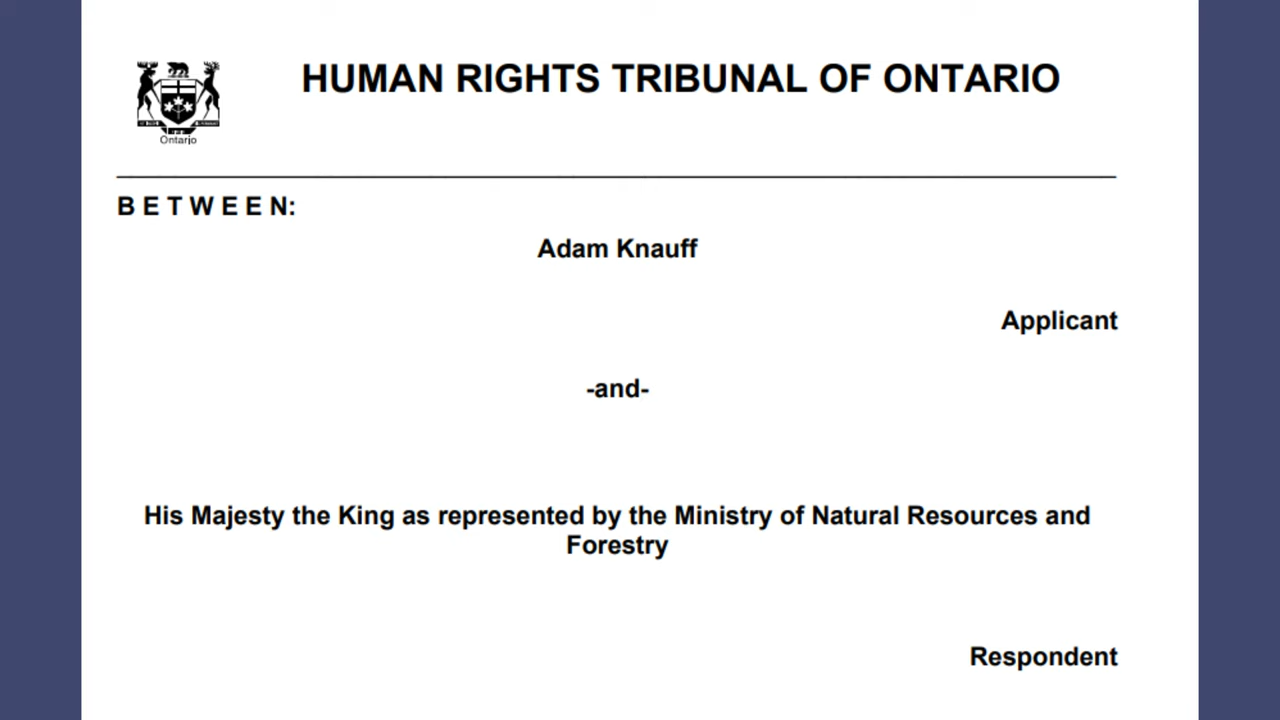 HUMAN RIGHTS TRIBUNAL OF ONTARIO
Ontario
B E T W E E N:
Adam Knauff
Applicant
-and-
His Majesty the King as represented by the Ministry of Natural Resources and
Forestry
Respondent